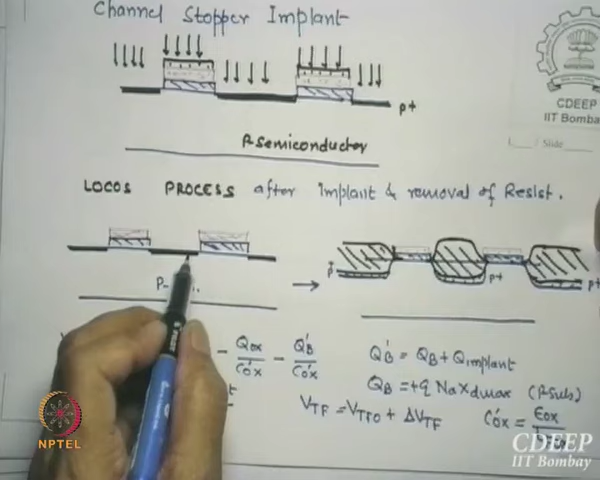 Channel Stopper Implant
CDEEP
IIT Bombay
/ Slide
p+
P-Semiconductor
LOCOS PROCESS after Implant & removal of Resist.
P-
p+
p+
- Qox/C'ox - Q'B/C'ox
Q'B = QB + Qimplant
QB = +q Na xdmax (P-Sub)
VTF = VTFO + ΔVTF
C'ox = Eox
NPTEL
CDEEP
IIT Bombay